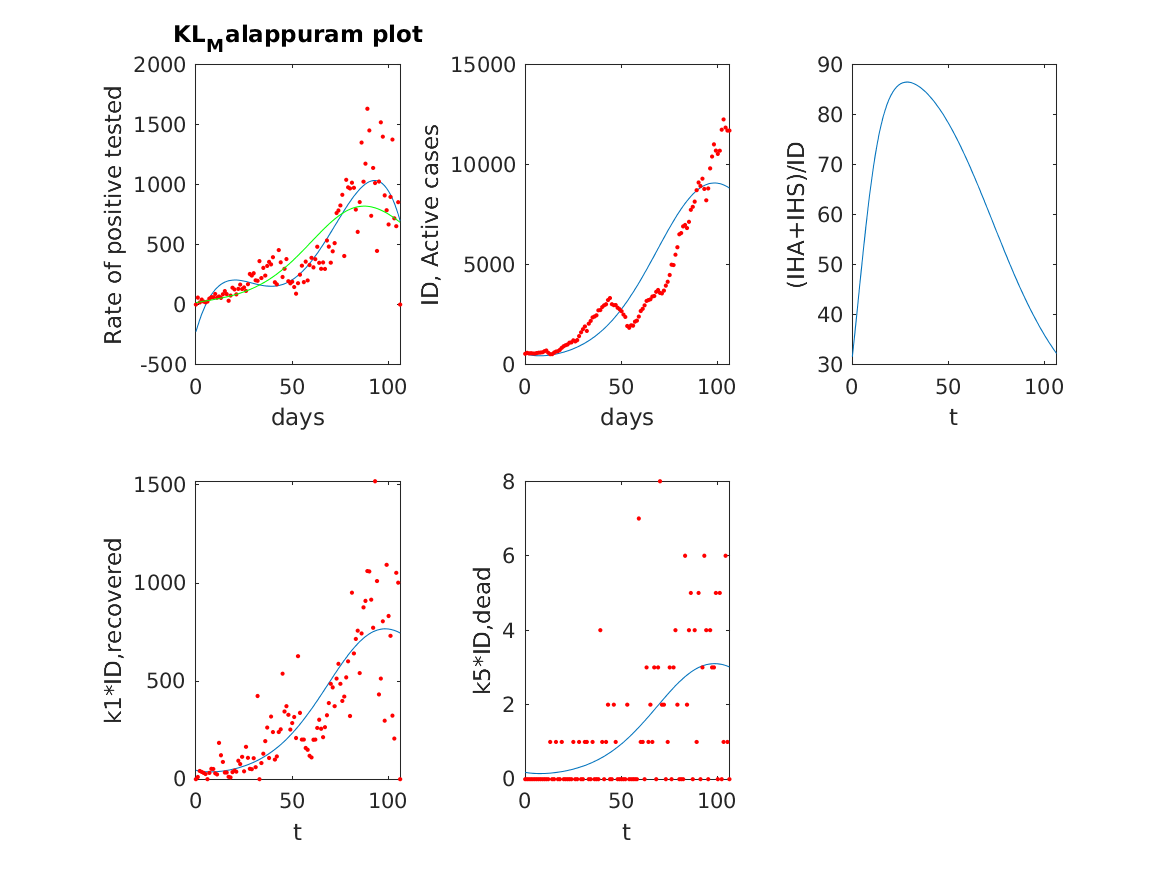 KL_Malappuram plot
2000
1500
1000
500
0
-500
Rate of positive tested
0 50 100
days
15000
10000
5000
0
ID, Active cases
0 50 100
days
90
80
70
60
50
40
30
(IHA+IHS)/ID
0 50 100
t
1500
1000
500
0
k1*ID,recovered
0 50 100
t
8
6
4
2
0
k5*ID,dead
0 50 100
t